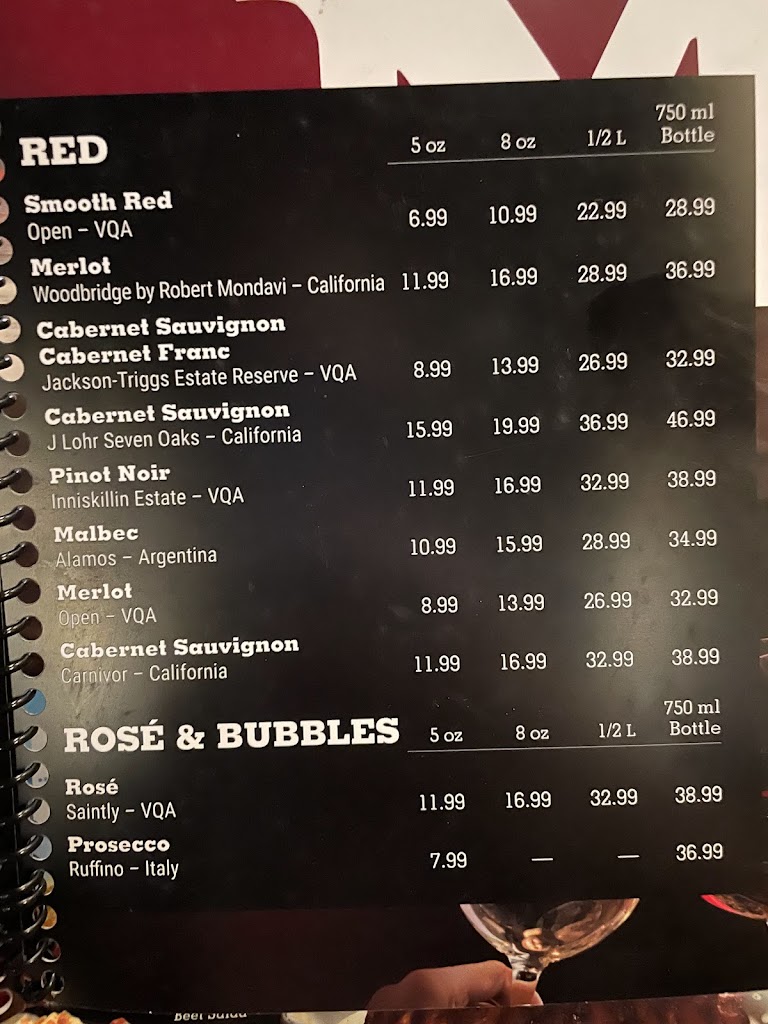 RED 5 oz 8 oz 1/2 L 750 ml Bottle
Smooth Red
Open – VQA 6.99 10.99 22.99 28.99
Merlot
Woodbridge by Robert Mondavi – California 11.99 16.99 28.99 36.99
Cabernet Sauvignon
Cabernet Franc
Jackson-Triggs Estate Reserve – VQA 8.99 13.99 26.99 32.99
Cabernet Sauvignon
J Lohr Seven Oaks – California 15.99 19.99 36.99 46.99
Pinot Noir
Inniskillin Estate – VQA 11.99 16.99 32.99 38.99
Malbec
Alamos – Argentina 10.99 15.99 28.99 34.99
Merlot
Open – VQA 8.99 13.99 26.99 32.99
Cabernet Sauvignon
Carnivor – California 11.99 16.99 32.99 38.99
ROSÉ & BUBBLES 5 oz 8 oz 1/2 L 750 ml Bottle
Rosé
Saintly – VQA 11.99 16.99 32.99 38.99
Prosecco
Ruffino – Italy 7.99 — — 36.99
Beef Salad